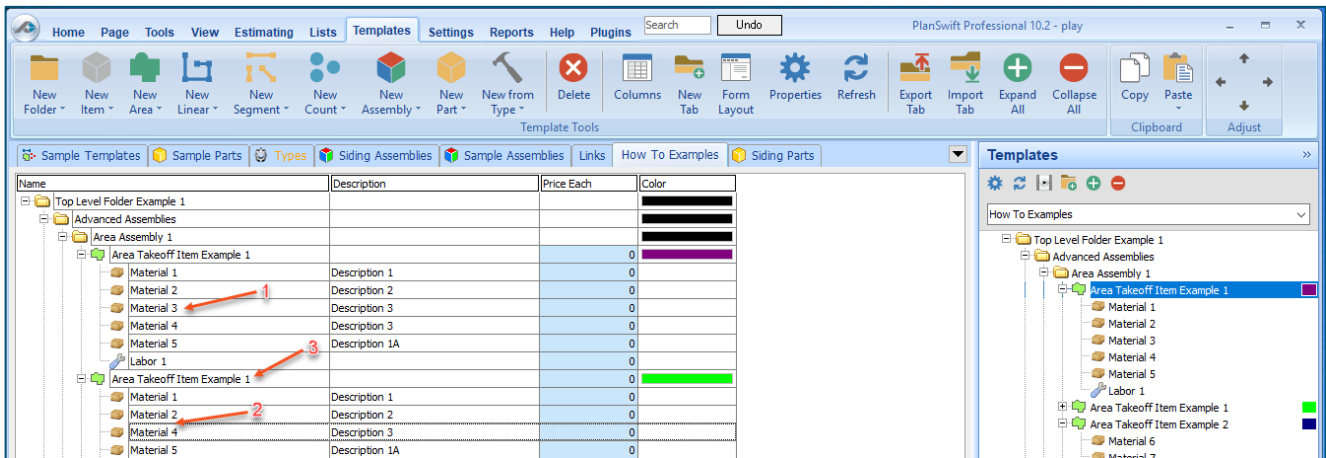 Home Page Tools View Estimating Lists Templates Settings Reports Help Plugins Search Undo PlanSwift Professional 10.2 - play
New Folder New Item New Area New Linear New Segment New Count New Assembly New Part New from Type Delete Columns New Tab Form Layout Properties Refresh Export Tab Import Tab Expand All Collapse All Copy Paste
Template Tools Clipboard Adjust
Sample Templates Sample Parts Types Siding Assemblies Sample Assemblies Links How To Examples Siding Parts
Name Description Price Each Color
Top Level Folder Example 1
Advanced Assemblies
Area Assembly 1
Area Takeoff Item Example 1 0
Material 1 Description 1 0
Material 2 Description 2 0
1
Material 3 Description 3 0
Material 4 Description 3 0
Material 5 Description 1A 0
3
Labor 1 0
Area Takeoff Item Example 1 0
Material 1 Description 1 0
Material 2 Description 2 0
2
Material 4 Description 3 0
Material 5 Description 1A 0
Templates
How To Examples
Top Level Folder Example 1
Advanced Assemblies
Area Assembly 1
Area Takeoff Item Example 1
Material 1
Material 2
Material 3
Material 4
Material 5
Labor 1
Area Takeoff Item Example 1
Area Takeoff Item Example 2
Material 6
Material 7